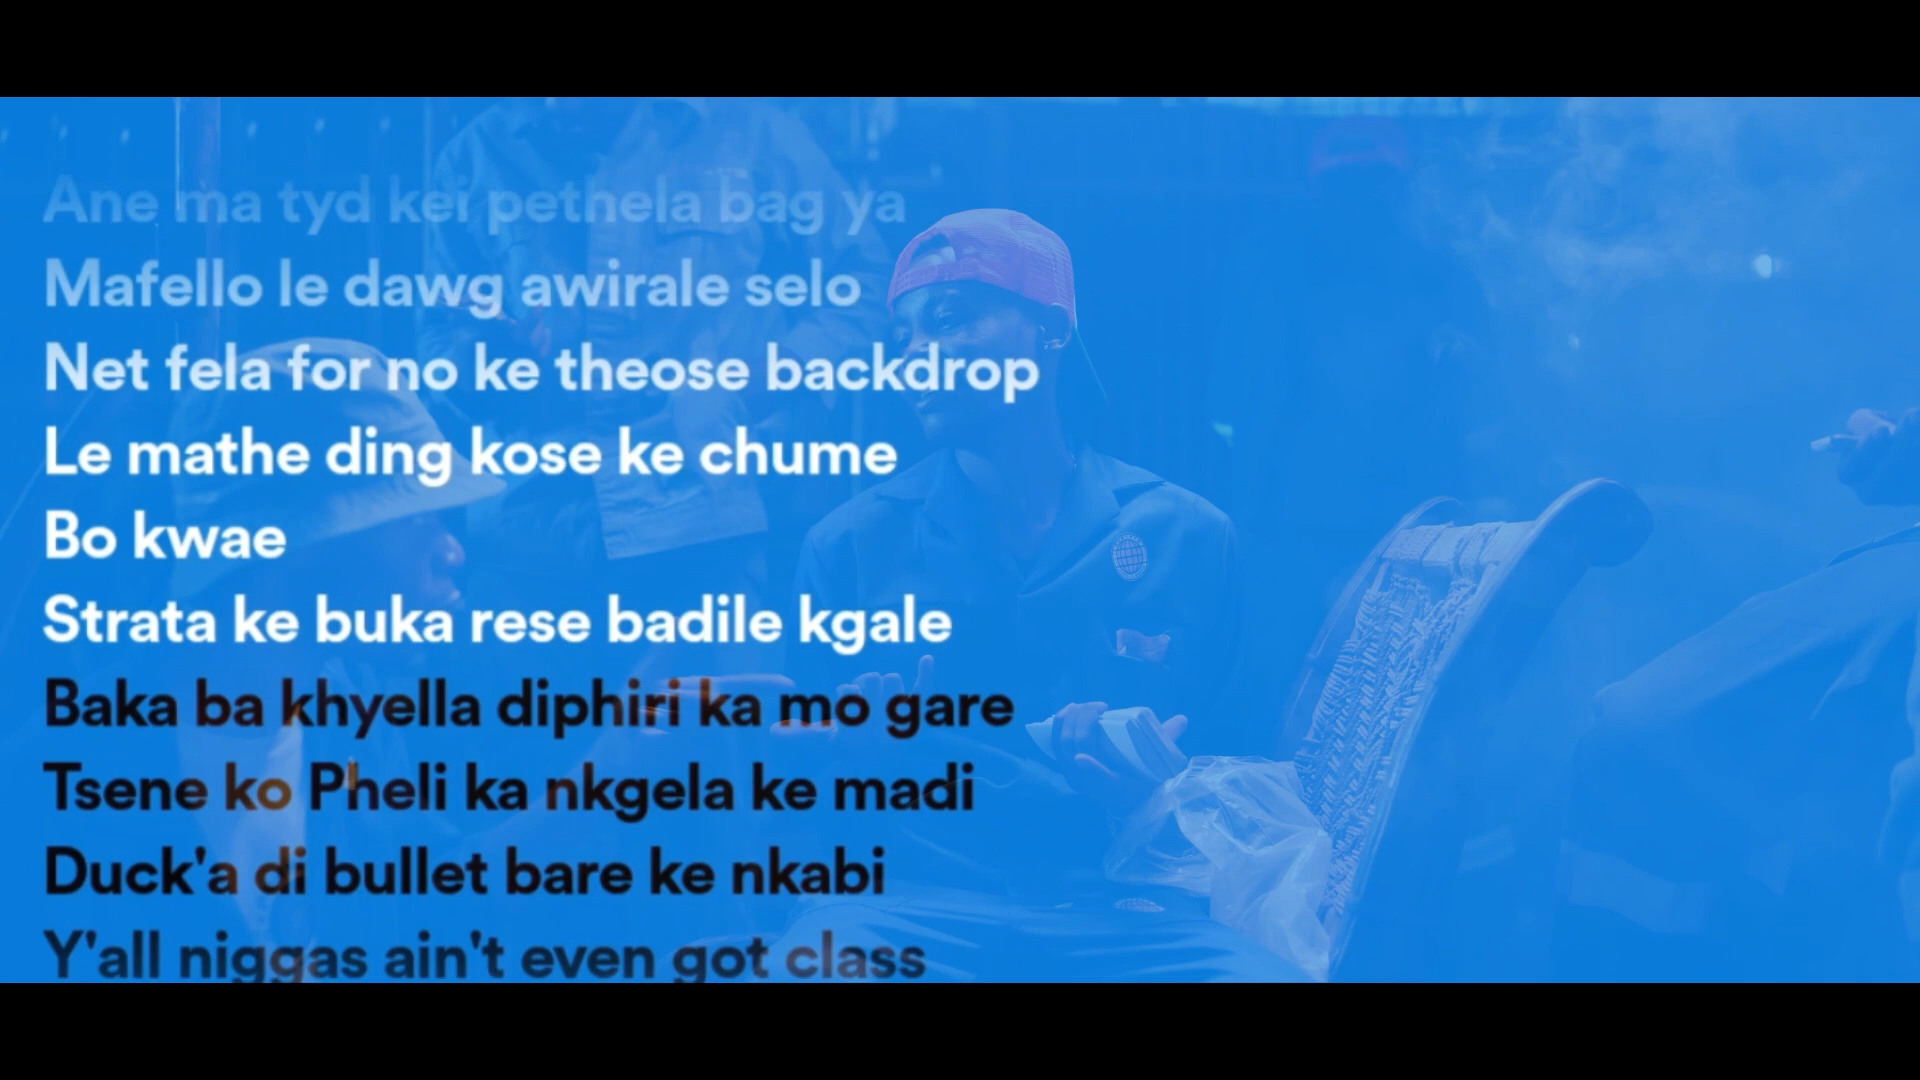 Ane ma tyd kei pethela bag ya
Mafello le dawg awirale selo
Net fela for no ke theose backdrop
Le mathe ding kose ke chume
Bo kwae
Strata ke buka rese badile kgale
Baka ba khyella diphiri ka mo gare
Tsene ko Pheli ka nkgela ke madi
Duck'a di bullet bare ke nkabi
Y'all niggas ain't even got class